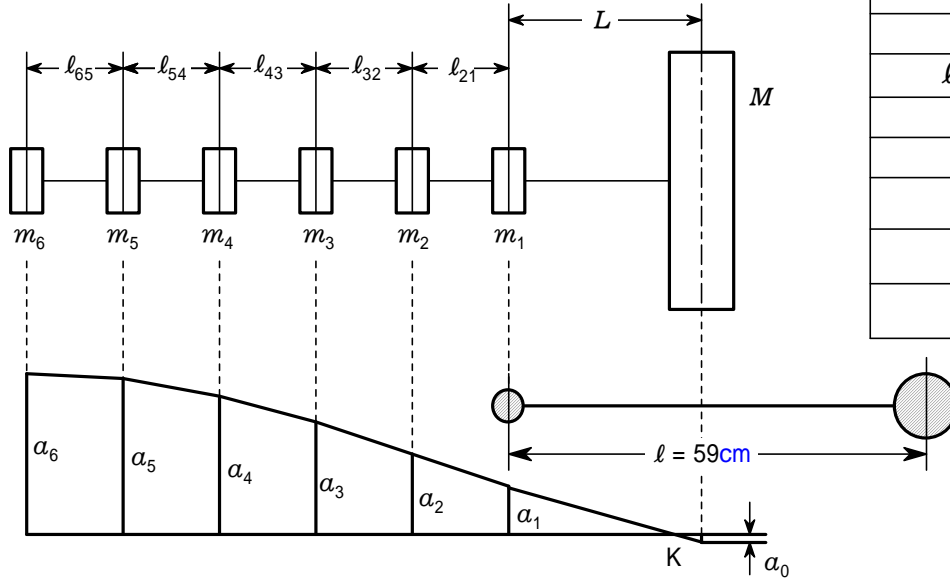 L
ℓ₆₅ ℓ₅₄ ℓ₄₃ ℓ₃₂ ℓ₂₁
ℓ
M
m₆ m₅ m₄ m₃ m₂ m₁
a₆ a₅ a₄ a₃ a₂ a₁
ℓ = 59cm
K
a₀